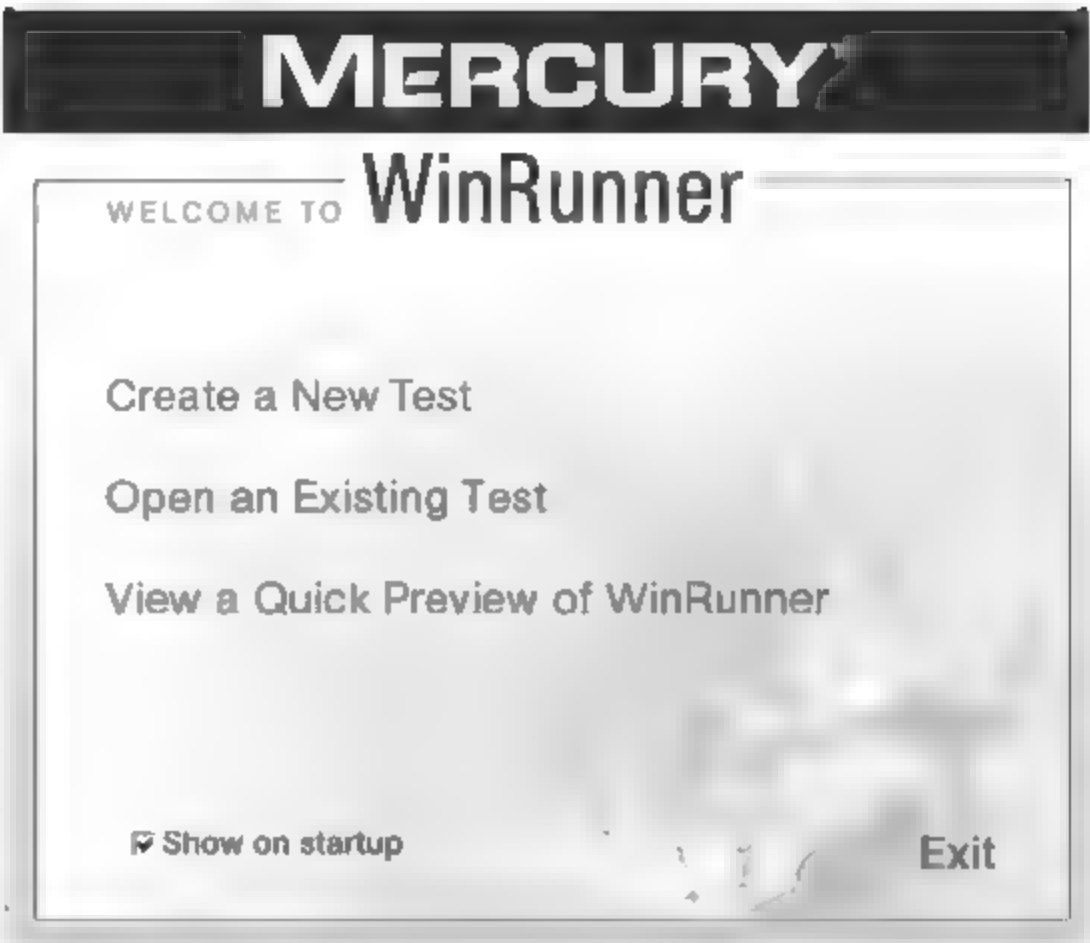 MERCURY
WELCOME TO WinRunner
Create a New Test
Open an Existing Test
View a Quick Preview of WinRunner
Show on startup
Exit